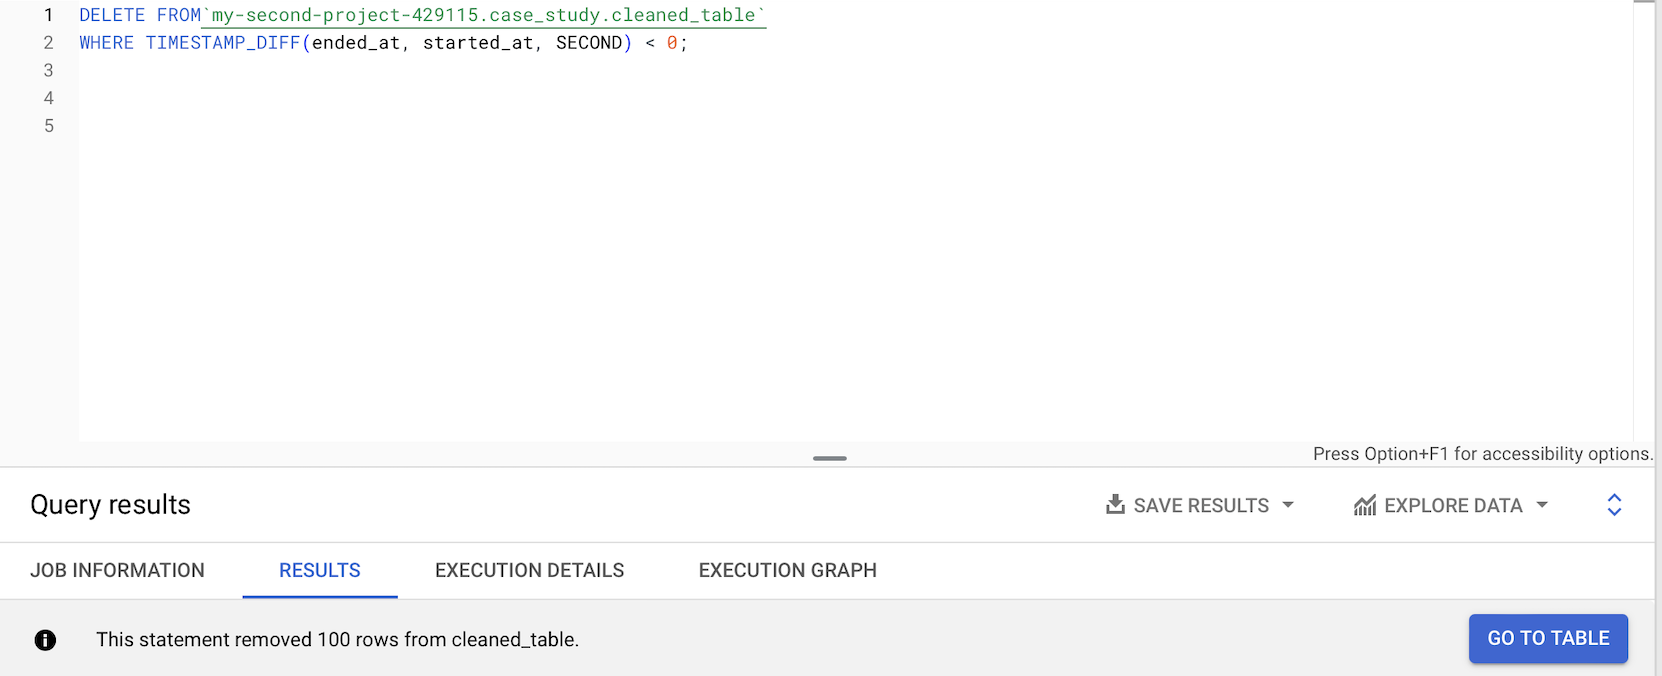 1 DELETE FROM`my-second-project-429115.case_study.cleaned_table`
2 WHERE TIMESTAMP_DIFF(ended_at, started_at, SECOND) < 0;
3
4
5
Press Option+F1 for accessibility options.
Query results
SAVE RESULTS
EXPLORE DATA
JOB INFORMATION
RESULTS
EXECUTION DETAILS
EXECUTION GRAPH
This statement removed 100 rows from cleaned_table.
GO TO TABLE